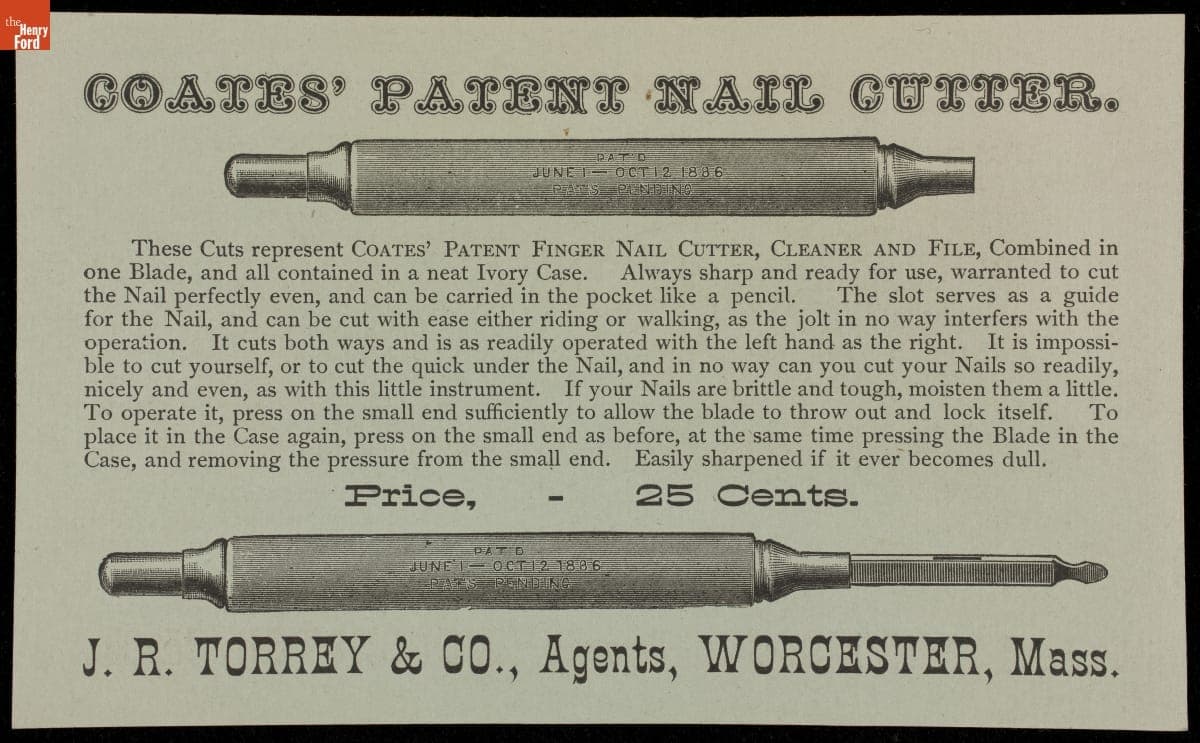 the
Henry
Ford
COATES' PATENT NAIL CUTTER.
PAT'D
JUNE 1 — OCT 12 1886
PATS PENDING
These Cuts represent COATES' PATENT FINGER NAIL CUTTER, CLEANER AND FILE, Combined in
one Blade, and all contained in a neat Ivory Case. Always sharp and ready for use, warranted to cut
the Nail perfectly even, and can be carried in the pocket like a pencil. The slot serves as a guide
for the Nail, and can be cut with ease either riding or walking, as the jolt in no way interfers with the
operation. It cuts both ways and is as readily operated with the left hand as the right. It is impossi-
ble to cut yourself, or to cut the quick under the Nail, and in no way can you cut your Nails so readily,
nicely and even, as with this little instrument. If your Nails are brittle and tough, moisten them a little.
To operate it, press on the small end sufficiently to allow the blade to throw out and lock itself. To
place it in the Case again, press on the small end as before, at the same time pressing the Blade in the
Case, and removing the pressure from the small end. Easily sharpened if it ever becomes dull.
Price, - 25 Cents.
PAT'D
JUNE 1 — OCT 12 1886
PATS PENDING
J. R. TORREY & CO., Agents, WORCESTER, Mass.